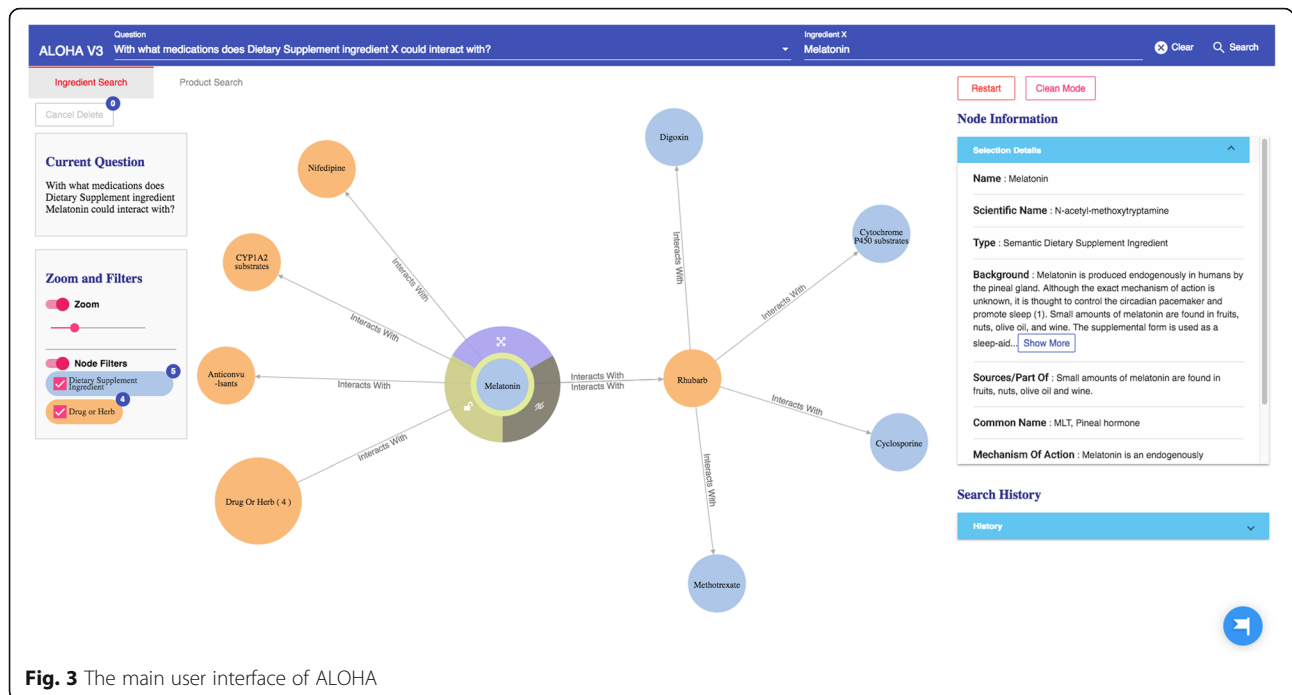 ALOHA V3
Question
With what medications does Dietary Supplement ingredient X could interact with?
Ingredient X
Melatonin
Clear
Search
Ingredient Search
Product Search
Cancel Delete
0
Current Question
With what medications does
Dietary Supplement ingredient
Melatonin could interact with?
Zoom and Filters
Zoom
Node Filters
Dietary Supplement
Ingredient
5
Drug or Herb
4
Nifedipine
Interacts With
CYP1A2
substrates
Interacts With
Anticonvu
-lsants
Interacts With
Drug Or Herb ( 4 )
Interacts With
Melatonin
Interacts With
Interacts With
Rhubarb
Digoxin
Interacts With
Cytochrome
P450 substrates
Interacts With
Cyclosporine
Interacts With
Methotrexate
Interacts With
Restart
Clean Mode
Node Information
Selection Details
Name : Melatonin
Scientific Name : N-acetyl-methoxytryptamine
Type : Semantic Dietary Supplement Ingredient
Background : Melatonin is produced endogenously in humans by
the pineal gland. Although the exact mechanism of action is
unknown, it is thought to control the circadian pacemaker and
promote sleep (1). Small amounts of melatonin are found in fruits,
nuts, olive oil, and wine. The supplemental form is used as a
sleep-aid... Show More
Sources/Part Of : Small amounts of melatonin are found in
fruits, nuts, olive oil and wine.
Common Name : MLT, Pineal hormone
Mechanism Of Action : Melatonin is an endogenously
Search History
History
Fig. 3 The main user interface of ALOHA